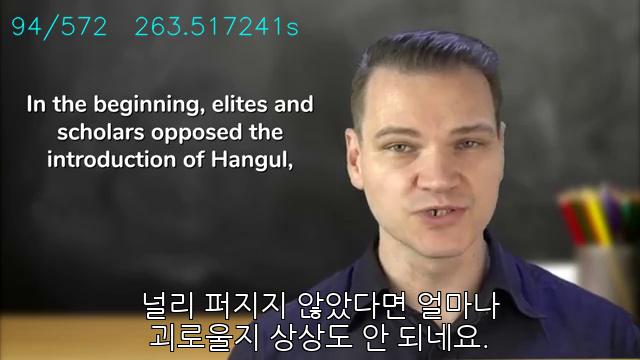 94/572 263.517241s
In the beginning, elites and
scholars opposed the
introduction of Hangul,
널리 퍼지지 않았다면 얼마나
괴로울지 상상도 안 되네요.